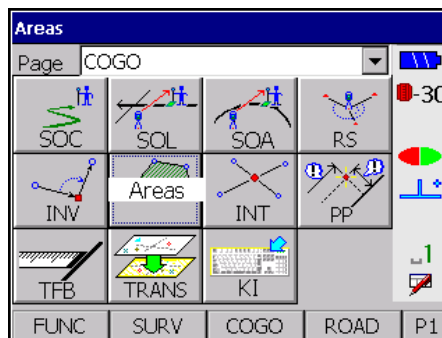 Areas
Page COGO
SOC SOL SOA RS
-30
INV Areas INT PP
TFB TRANS KI
1
FUNC SURV COGO ROAD P1